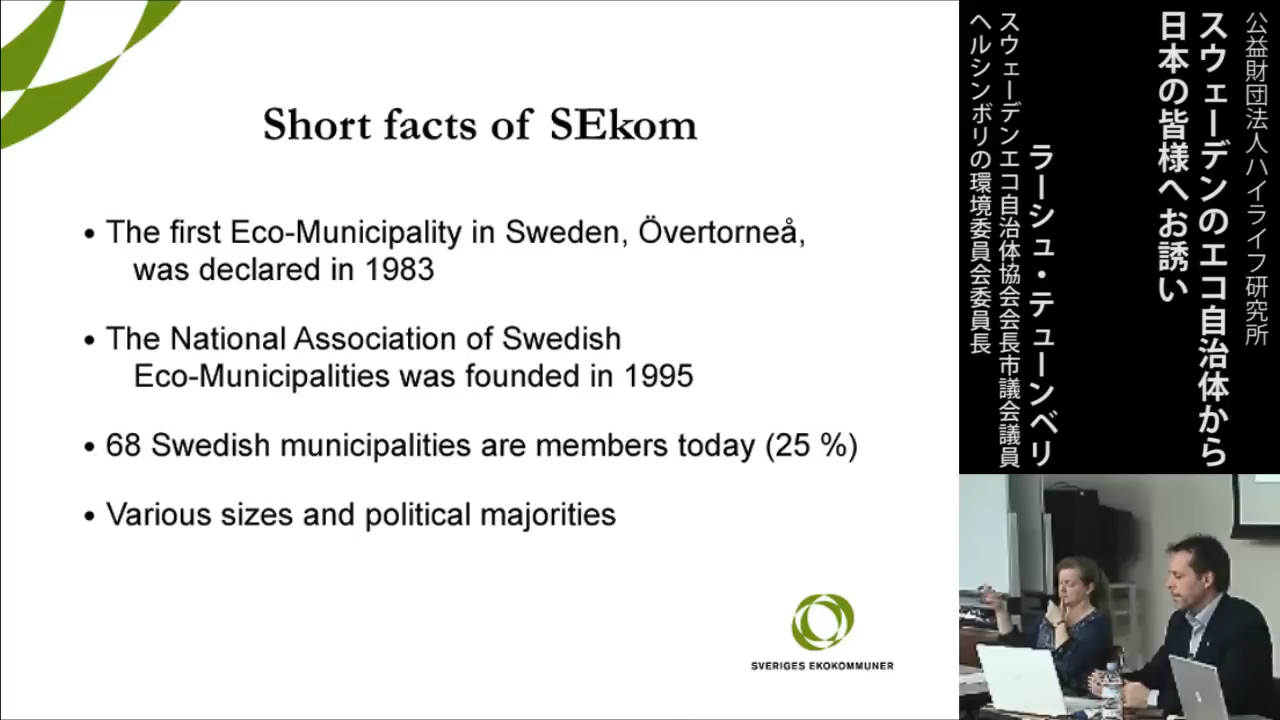 Short facts of SEkom
• The first Eco-Municipality in Sweden, Övertorneå,
was declared in 1983
• The National Association of Swedish
Eco-Municipalities was founded in 1995
• 68 Swedish municipalities are members today (25 %)
• Various sizes and political majorities
SVERIGES EKOKOMMUNER
公益財団法人ハイライフ研究所
スウェーデンのエコ自治体から
日本の皆様へお誘い
ラーシュ・テューンベリ
スウェーデンエコ自治体協会会長市議会議員
ヘルシンボリの環境委員会委員長